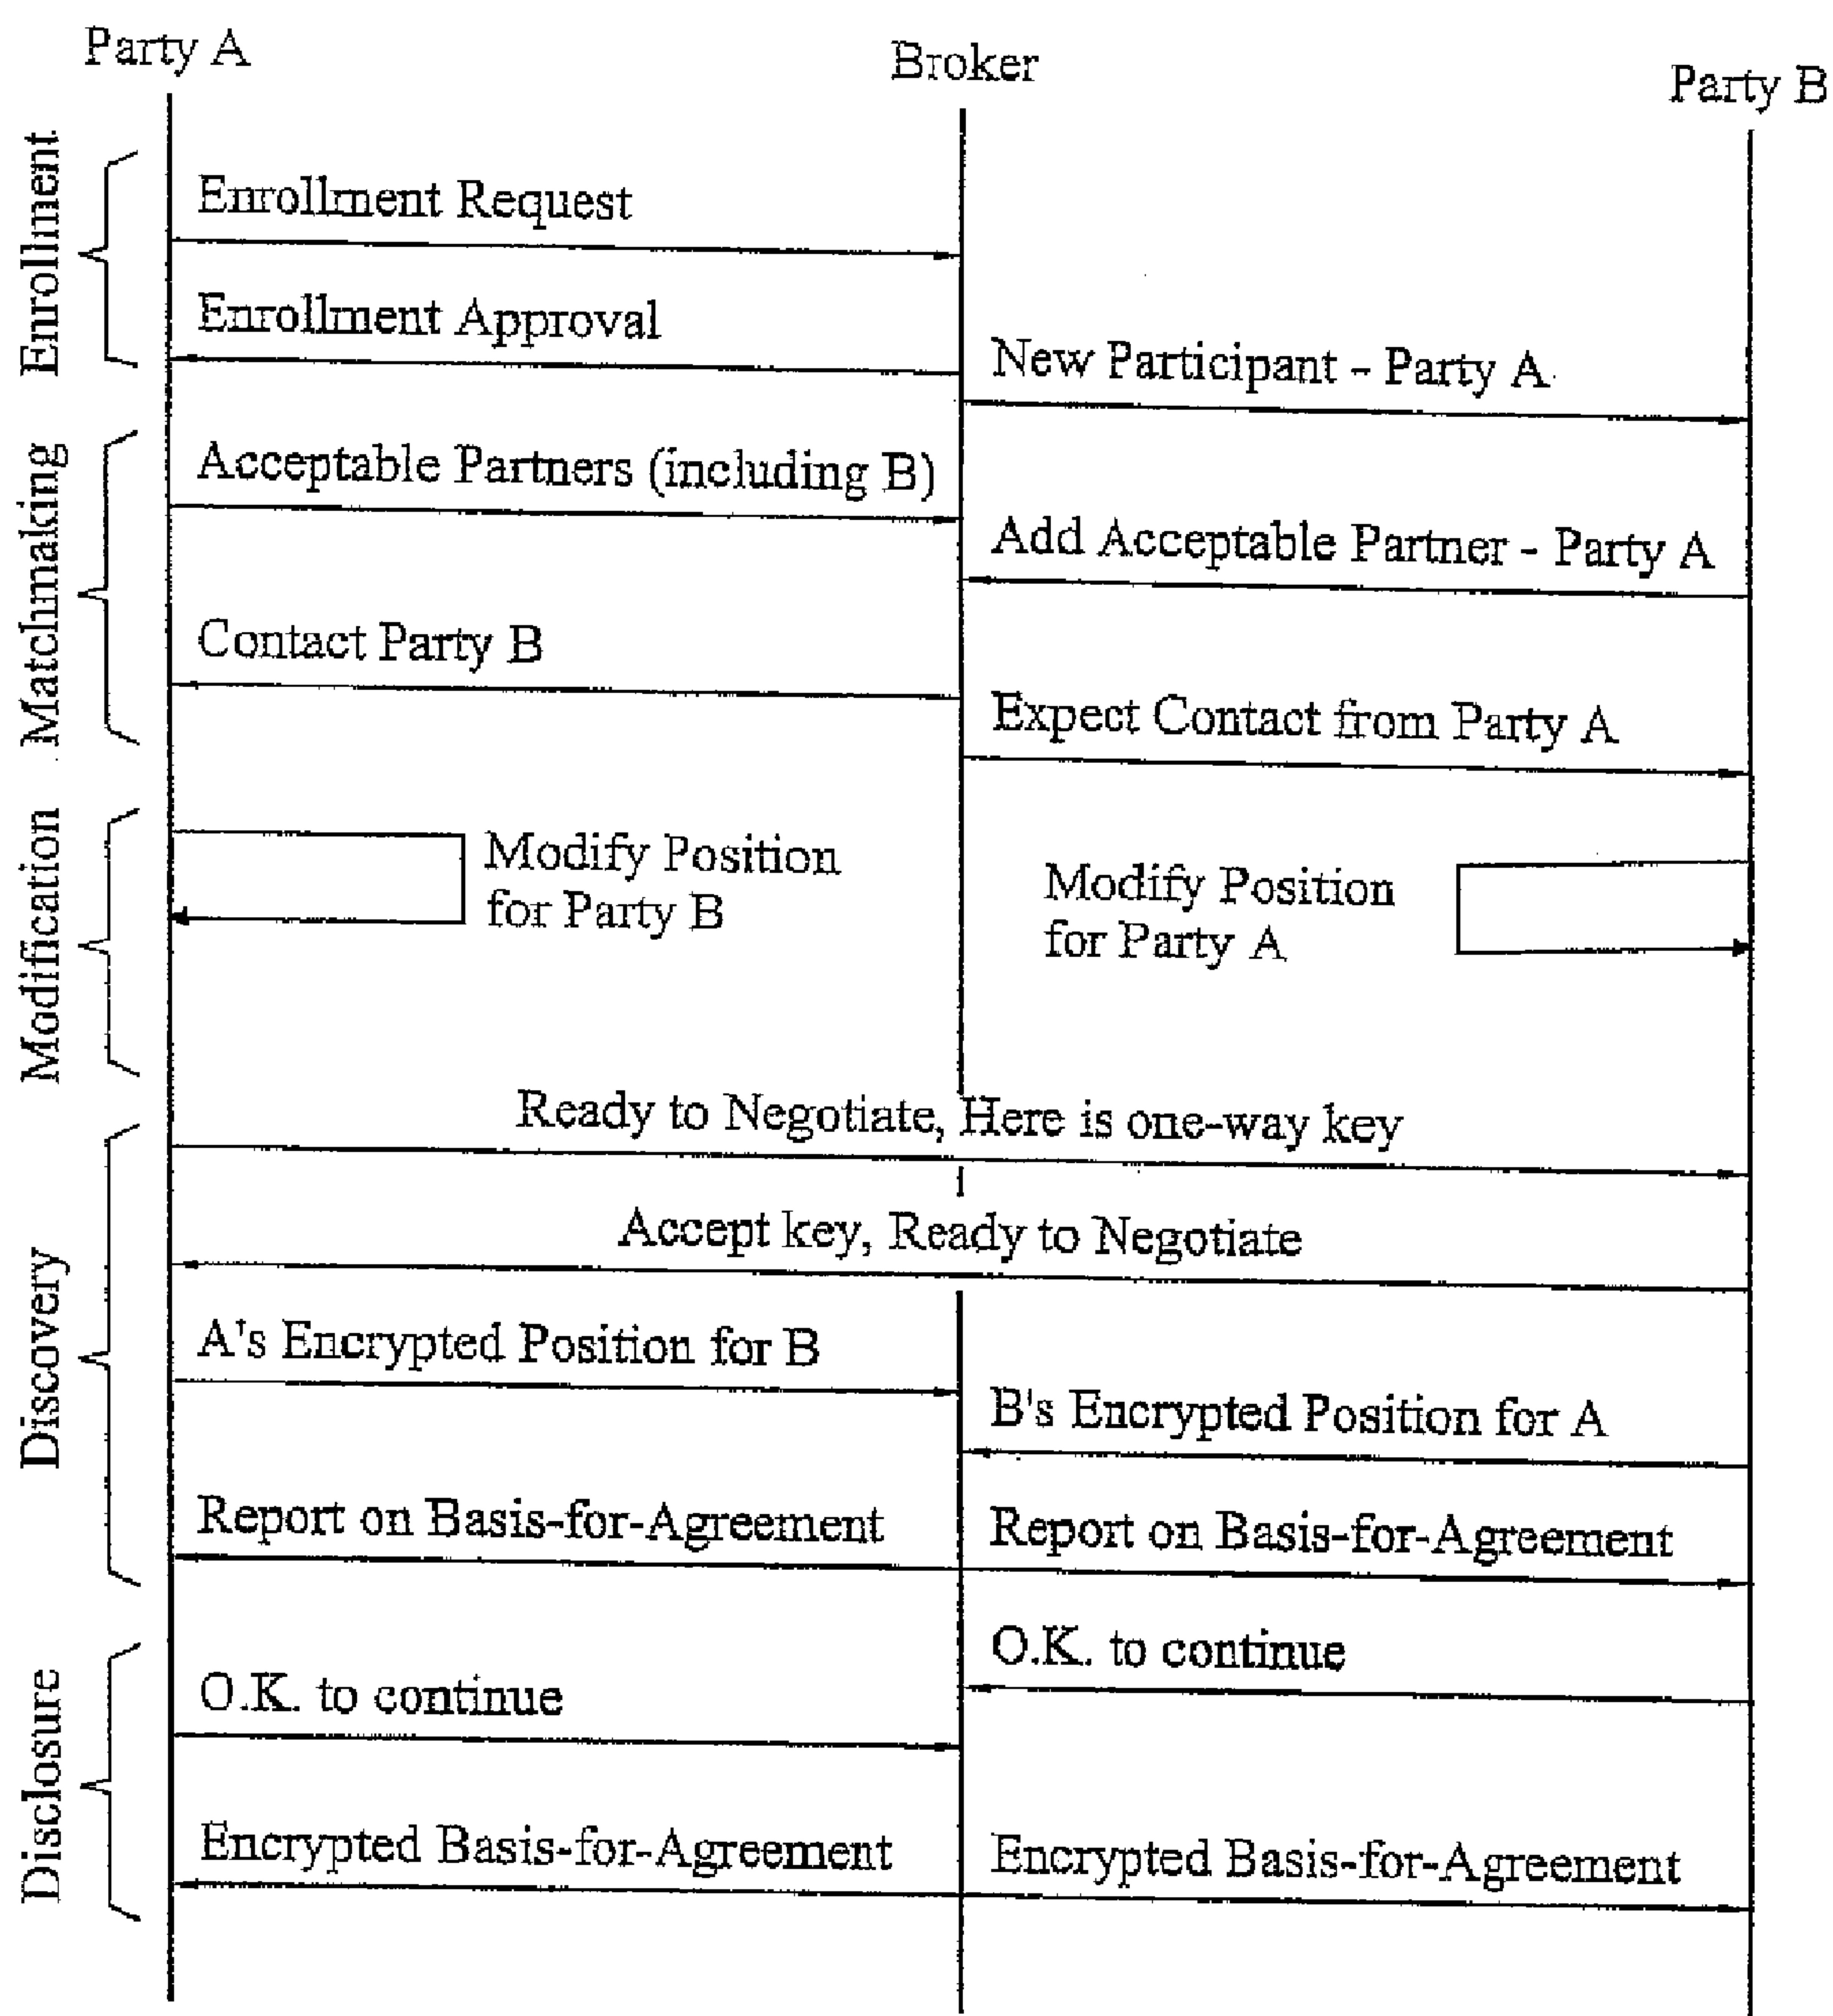 Party A
Broker
Party B
Enrollment
Enrollment Request
Enrollment Approval
New Participant - Party A
Matchmaking
Acceptable Partners (including B)
Add Acceptable Partner - Party A
Contact Party B
Expect Contact from Party A
Modification
Modify Position
for Party B
Modify Position
for Party A
Discovery
Ready to Negotiate, Here is one-way key
Accept key, Ready to Negotiate
A's Encrypted Position for B
B's Encrypted Position for A
Report on Basis-for-Agreement
Report on Basis-for-Agreement
Disclosure
O.K. to continue
O.K. to continue
Encrypted Basis-for-Agreement
Encrypted Basis-for-Agreement